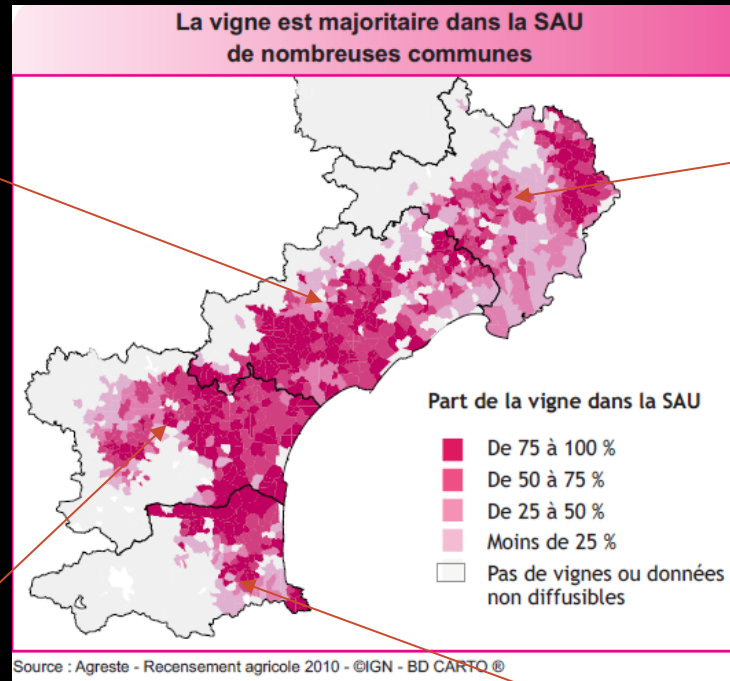 La vigne est majoritaire dans la SAU
de nombreuses communes
Part de la vigne dans la SAU
De 75 à 100 %
De 50 à 75 %
De 25 à 50 %
Moins de 25 %
Pas de vignes ou données
non diffusibles
Source : Agreste - Recensement agricole 2010 - ©IGN - BD CARTO ®